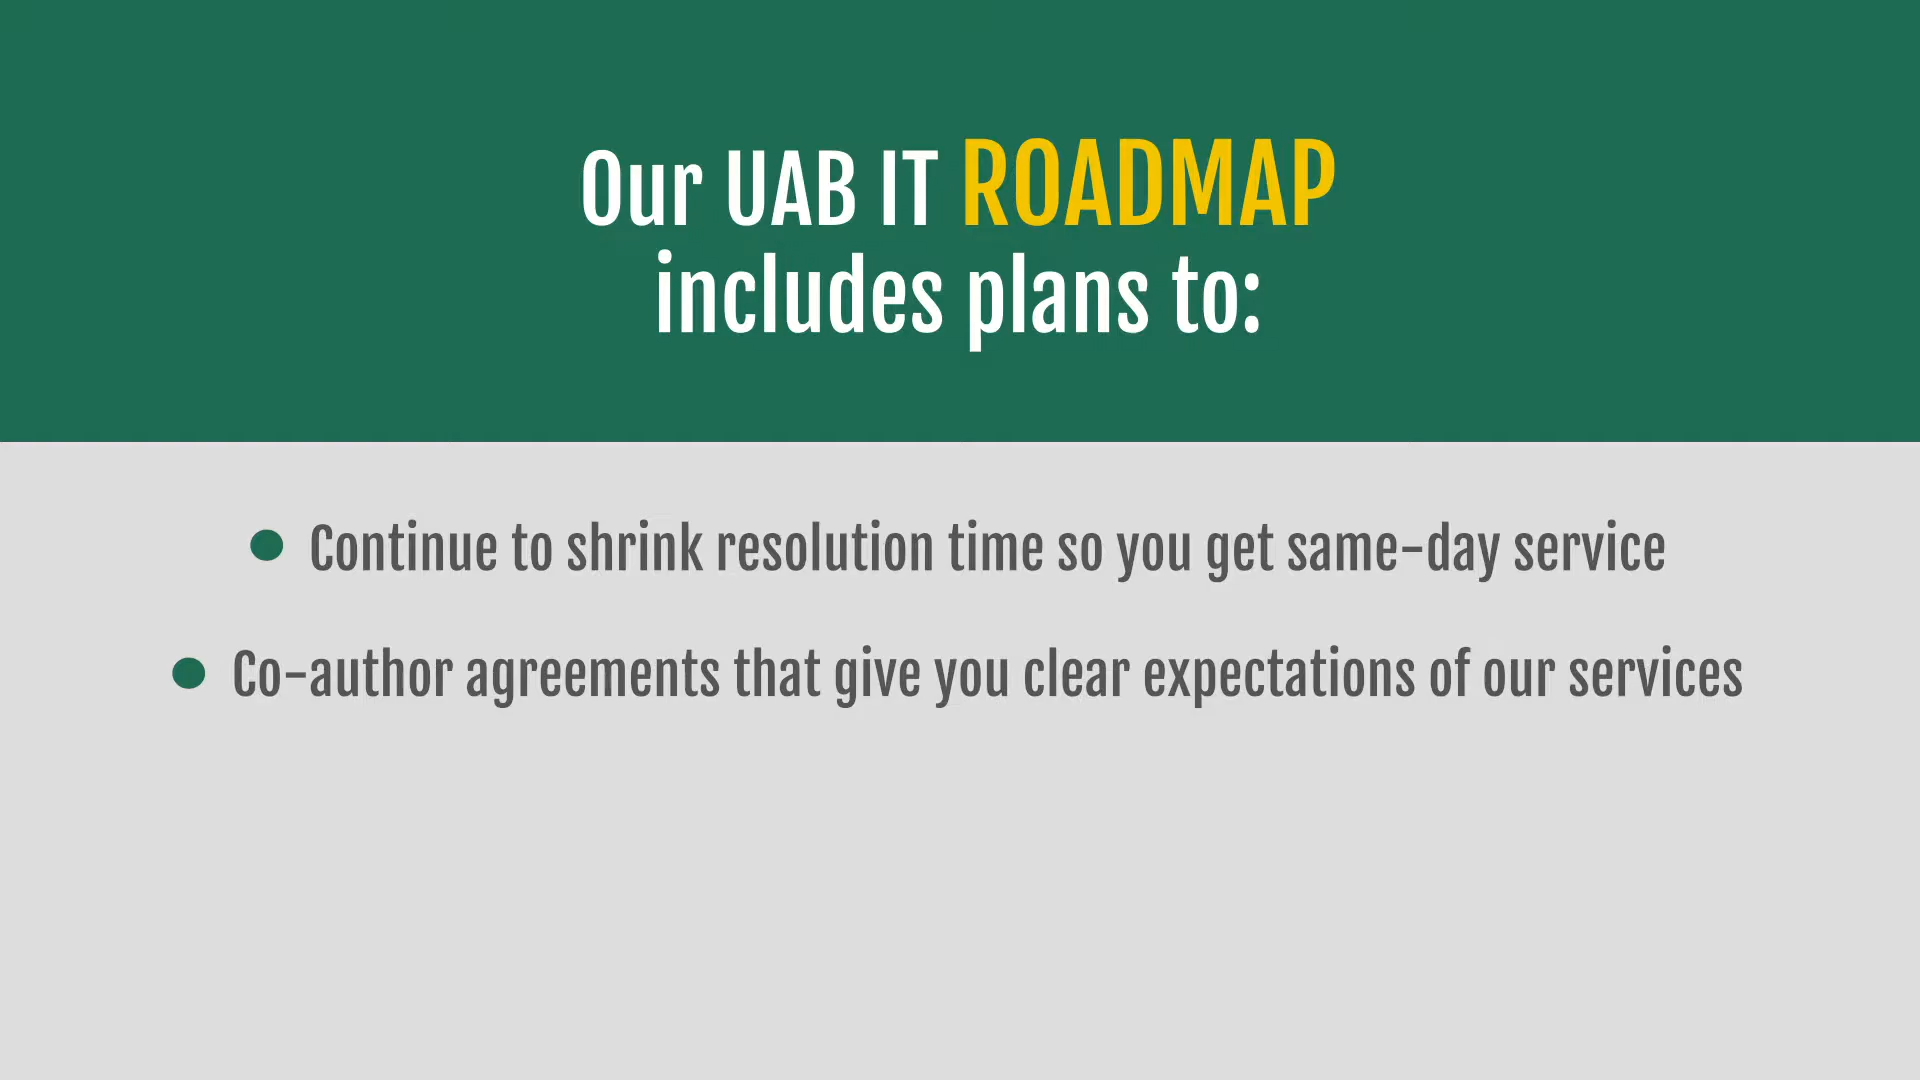 Our UAB IT ROADMAP
includes plans to:
Continue to shrink resolution time so you get same-day service
Co-author agreements that give you clear expectations of our services